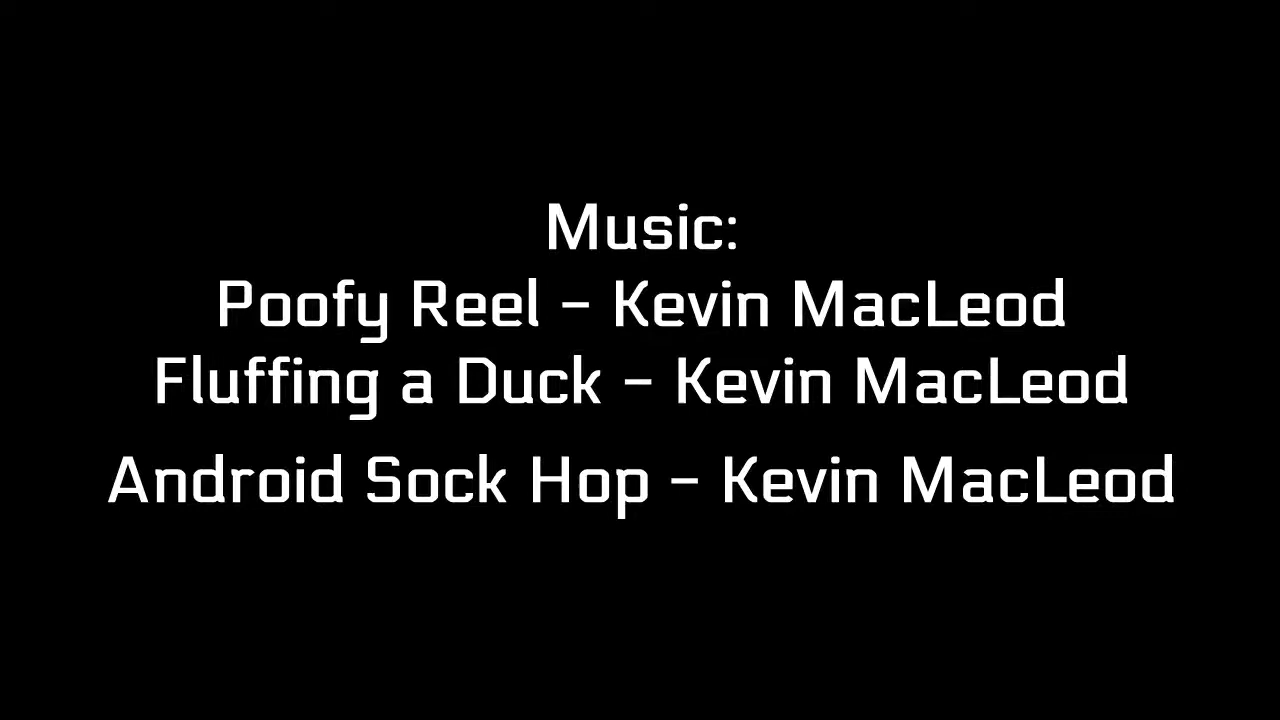 Music:
Poofy Reel - Kevin MacLeod
Fluffing a Duck - Kevin MacLeod
Android Sock Hop - Kevin MacLeod